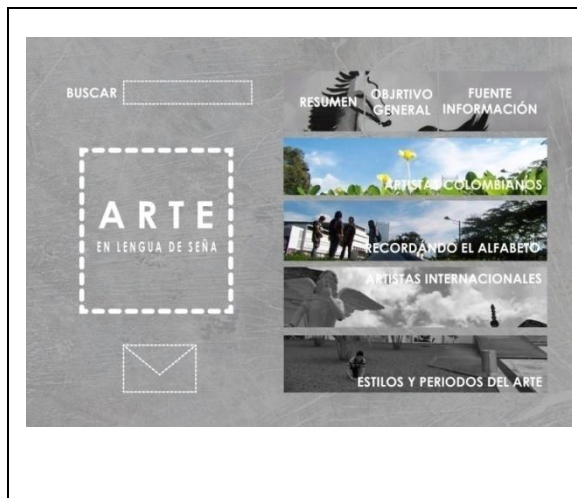 BUSCAR
ARTE
EN LENGUA DE SEÑA
RESUMEN
OBJRTIVO
GENERAL
FUENTE
INFORMACIÓN
ARTISTAS COLOMBIANOS
RECORDANDO EL ALFABETO
ARTISTAS INTERNACIONALES
ESTILOS Y PERIODOS DEL ARTE